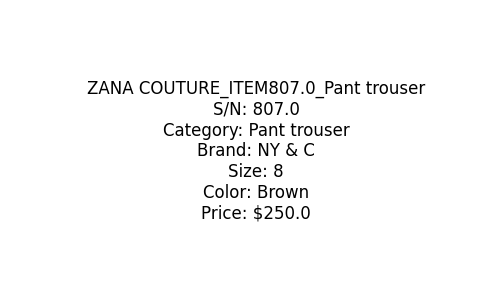 ZANA COUTURE_ITEM807.0_Pant trouser
S/N: 807.0
Category: Pant trouser
Brand: NY & C
Size: 8
Color: Brown
Price: $250.0